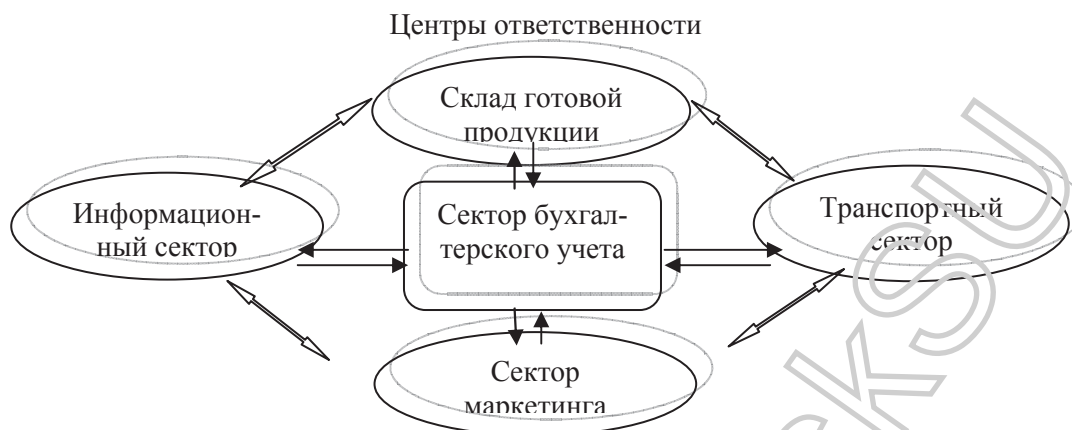 Центры ответственности
Склад готовой
продукции
Информацион-
ный сектор
Сектор бухгал-
терского учета
Транспортный
сектор
Сектор
маркетинга